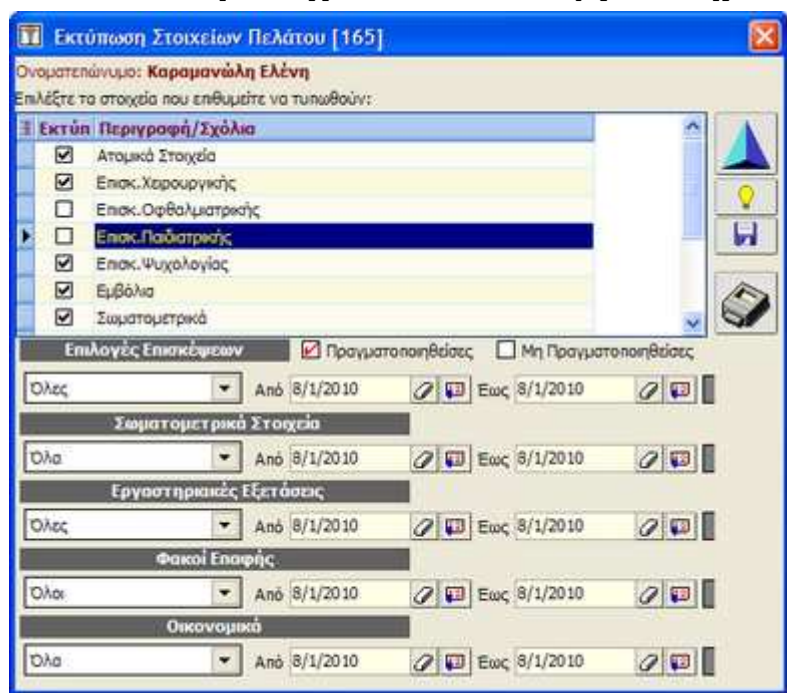 Εκτύπωση Στοιχείων Πελάτου [165]
Ονοματεπώνυμο: Καραμανώλη Ελένη
Επιλέξτε τα στοιχεία που επιθυμείτε να τυπωθούν:
Εκτύπ Περιγραφή/Σχόλια
Ατομικά Στοιχεία
Επισκ.Χειρουργικής
Επισκ.Οφθαλμιατρικής
Επισκ.Παιδιατρικής
Επισκ.Ψυχολογίας
Εμβόλια
Σωματομετρικά
Επιλογές Επισκέψεων Πραγματοποιηθείσες Μη Πραγματοποιηθείσες
Όλες Από 8/1/2010 Έως 8/1/2010
Σωματομετρικά Στοιχεία
Όλα Από 8/1/2010 Έως 8/1/2010
Εργαστηριακές Εξετάσεις
Όλες Από 8/1/2010 Έως 8/1/2010
Φακοί Επαφής
Όλοι Από 8/1/2010 Έως 8/1/2010
Οικονομικά
Όλα Από 8/1/2010 Έως 8/1/2010